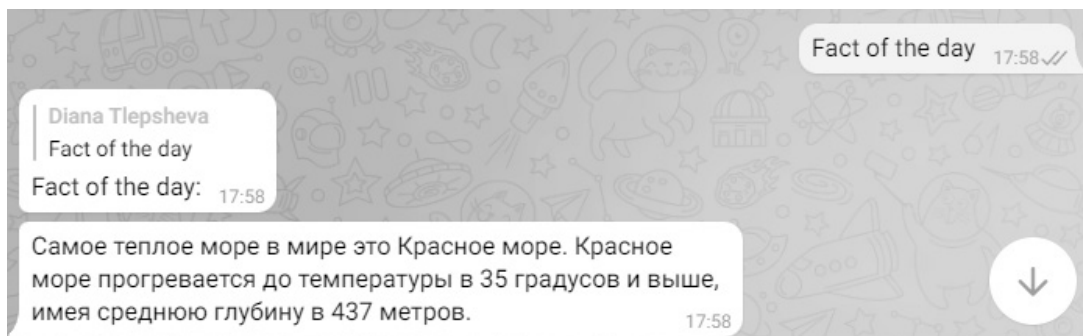 Fact of the day 17:58
Diana Tlepsheva
Fact of the day
Fact of the day: 17:58
Самое теплое море в мире это Красное море. Красное
море прогревается до температуры в 35 градусов и выше,
имея среднюю глубину в 437 метров. 17:58